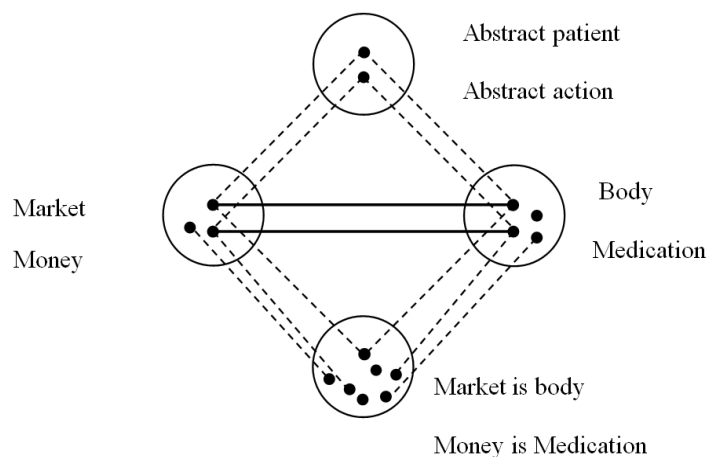 Abstract patient
Abstract action
Market
Money
Body
Medication
Market is body
Money is Medication